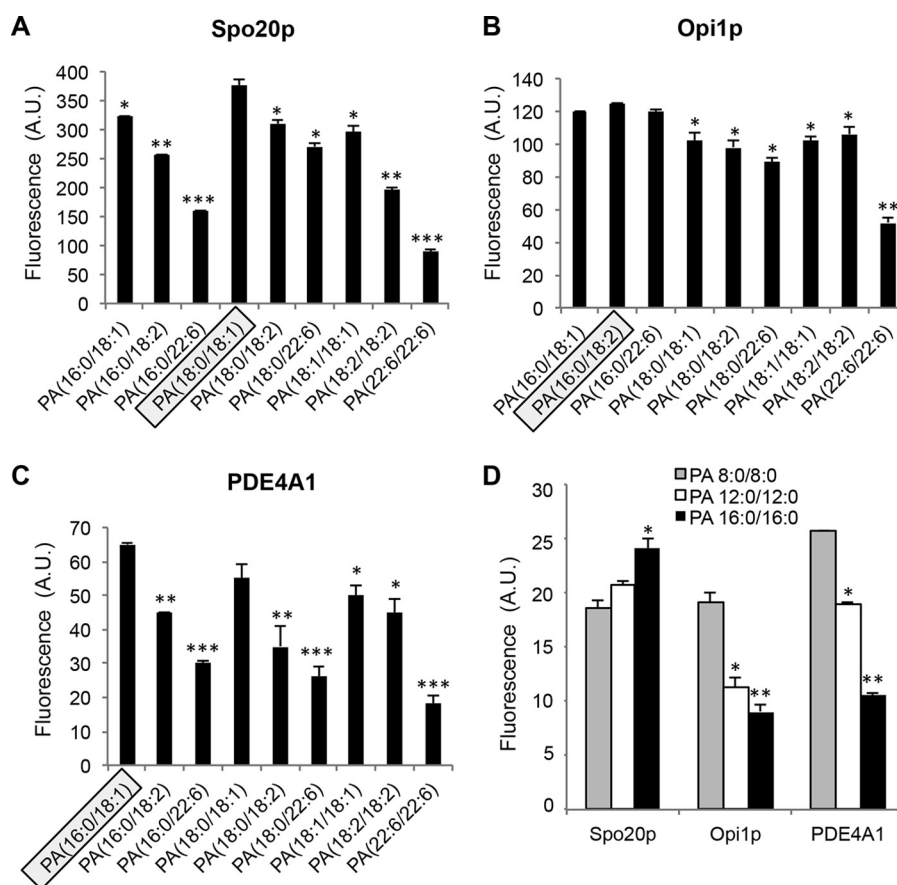 A
Spo20p
Fluorescence (A.U.)
400
350
300
250
200
150
100
50
0
*
**
***
*
*
*
**
***
PA(16:0/18:1)
PA(16:0/18:2)
PA(16:0/22:6)
PA(18:0/18:1)
PA(18:0/18:2)
PA(18:0/22:6)
PA(18:1/18:1)
PA(18:2/18:2)
PA(22:6/22:6)
B
Opi1p
Fluorescence (A.U.)
140
120
100
80
60
40
20
0
*
*
*
*
*
**
PA(16:0/18:1)
PA(16:0/18:2)
PA(16:0/22:6)
PA(18:0/18:1)
PA(18:0/18:2)
PA(18:0/22:6)
PA(18:1/18:1)
PA(18:2/18:2)
PA(22:6/22:6)
C
PDE4A1
Fluorescence (A.U.)
70
60
50
40
30
20
10
0
**
***
**
***
*
*
***
PA(16:0/18:1)
PA(16:0/18:2)
PA(16:0/22:6)
PA(18:0/18:1)
PA(18:0/18:2)
PA(18:0/22:6)
PA(18:1/18:1)
PA(18:2/18:2)
PA(22:6/22:6)
D
PA 8:0/8:0
PA 12:0/12:0
PA 16:0/16:0
Fluorescence (A.U.)
30
25
20
15
10
5
0
*
*
**
*
**
Spo20p
Opi1p
PDE4A1